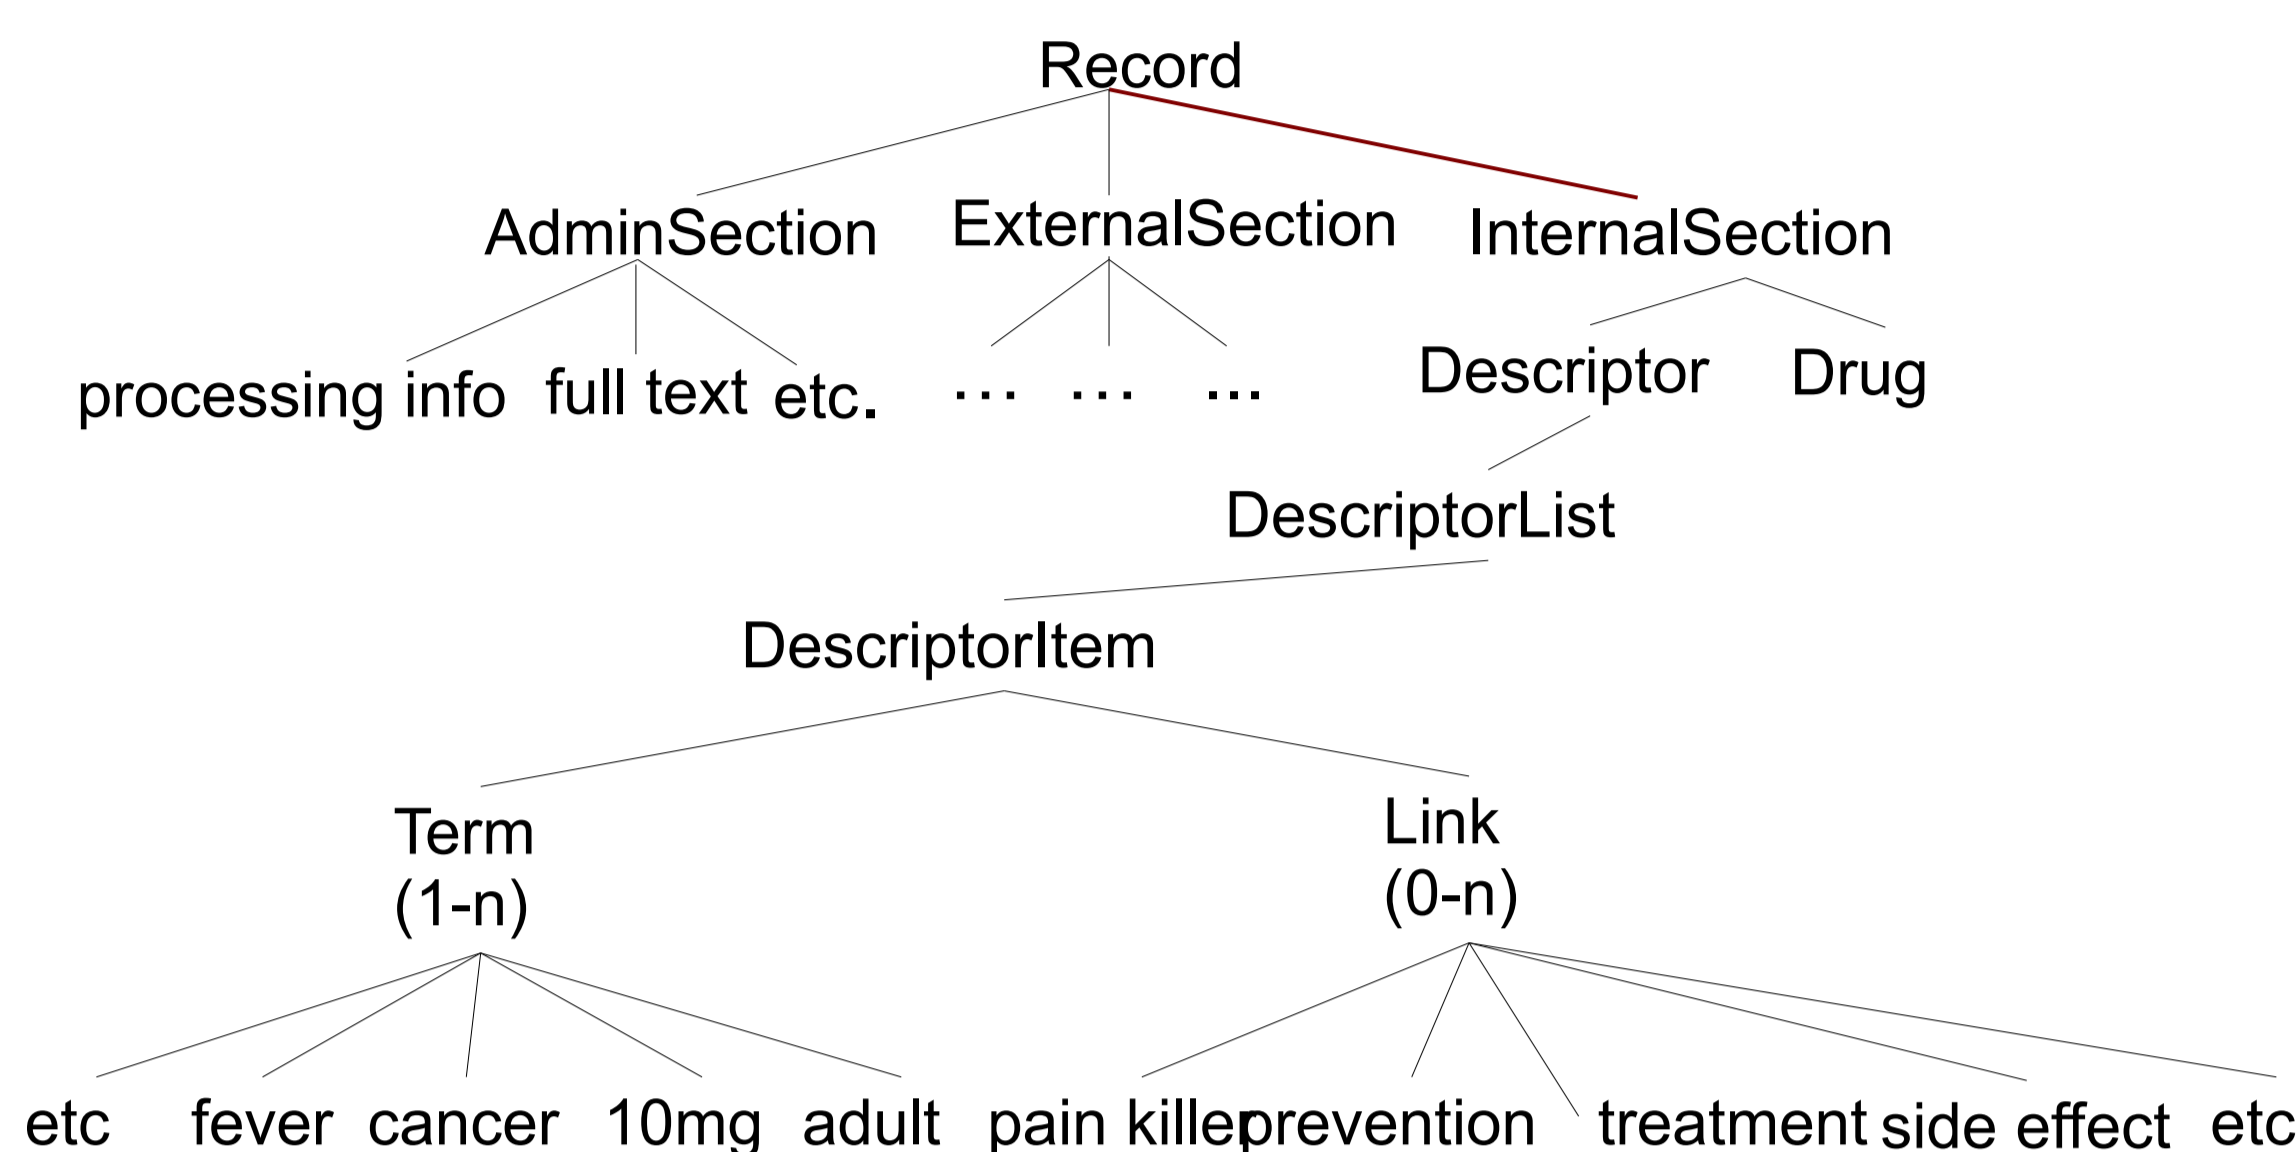 Record
AdminSection ExternalSection InternalSection
processing info full text etc. ... ... ... Descriptor Drug
DescriptorList
DescriptorItem
Term Link
(1-n) (0-n)
etc fever cancer 10mg adult pain killer prevention treatment side effect etc